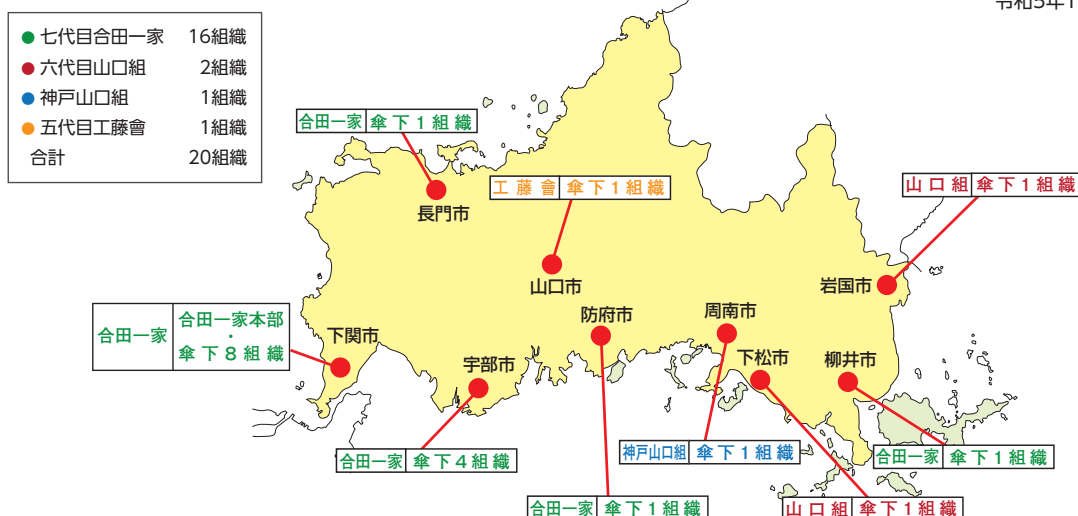 令和5年1
七代目合田一家 16組織
六代目山口組 2組織
神戸山口組 1組織
五代目工藤會 1組織
合計 20組織
合田一家 傘下1組織
長門市
工藤會 傘下1組織
山口市
山口組 傘下1組織
岩国市
合田一家 合田一家本部
・
傘下8組織
下関市
宇部市
防府市
周南市
下松市
柳井市
合田一家 傘下4組織
神戸山口組 傘下1組織
合田一家 傘下1組織
合田一家 傘下1組織
山口組 傘下1組織